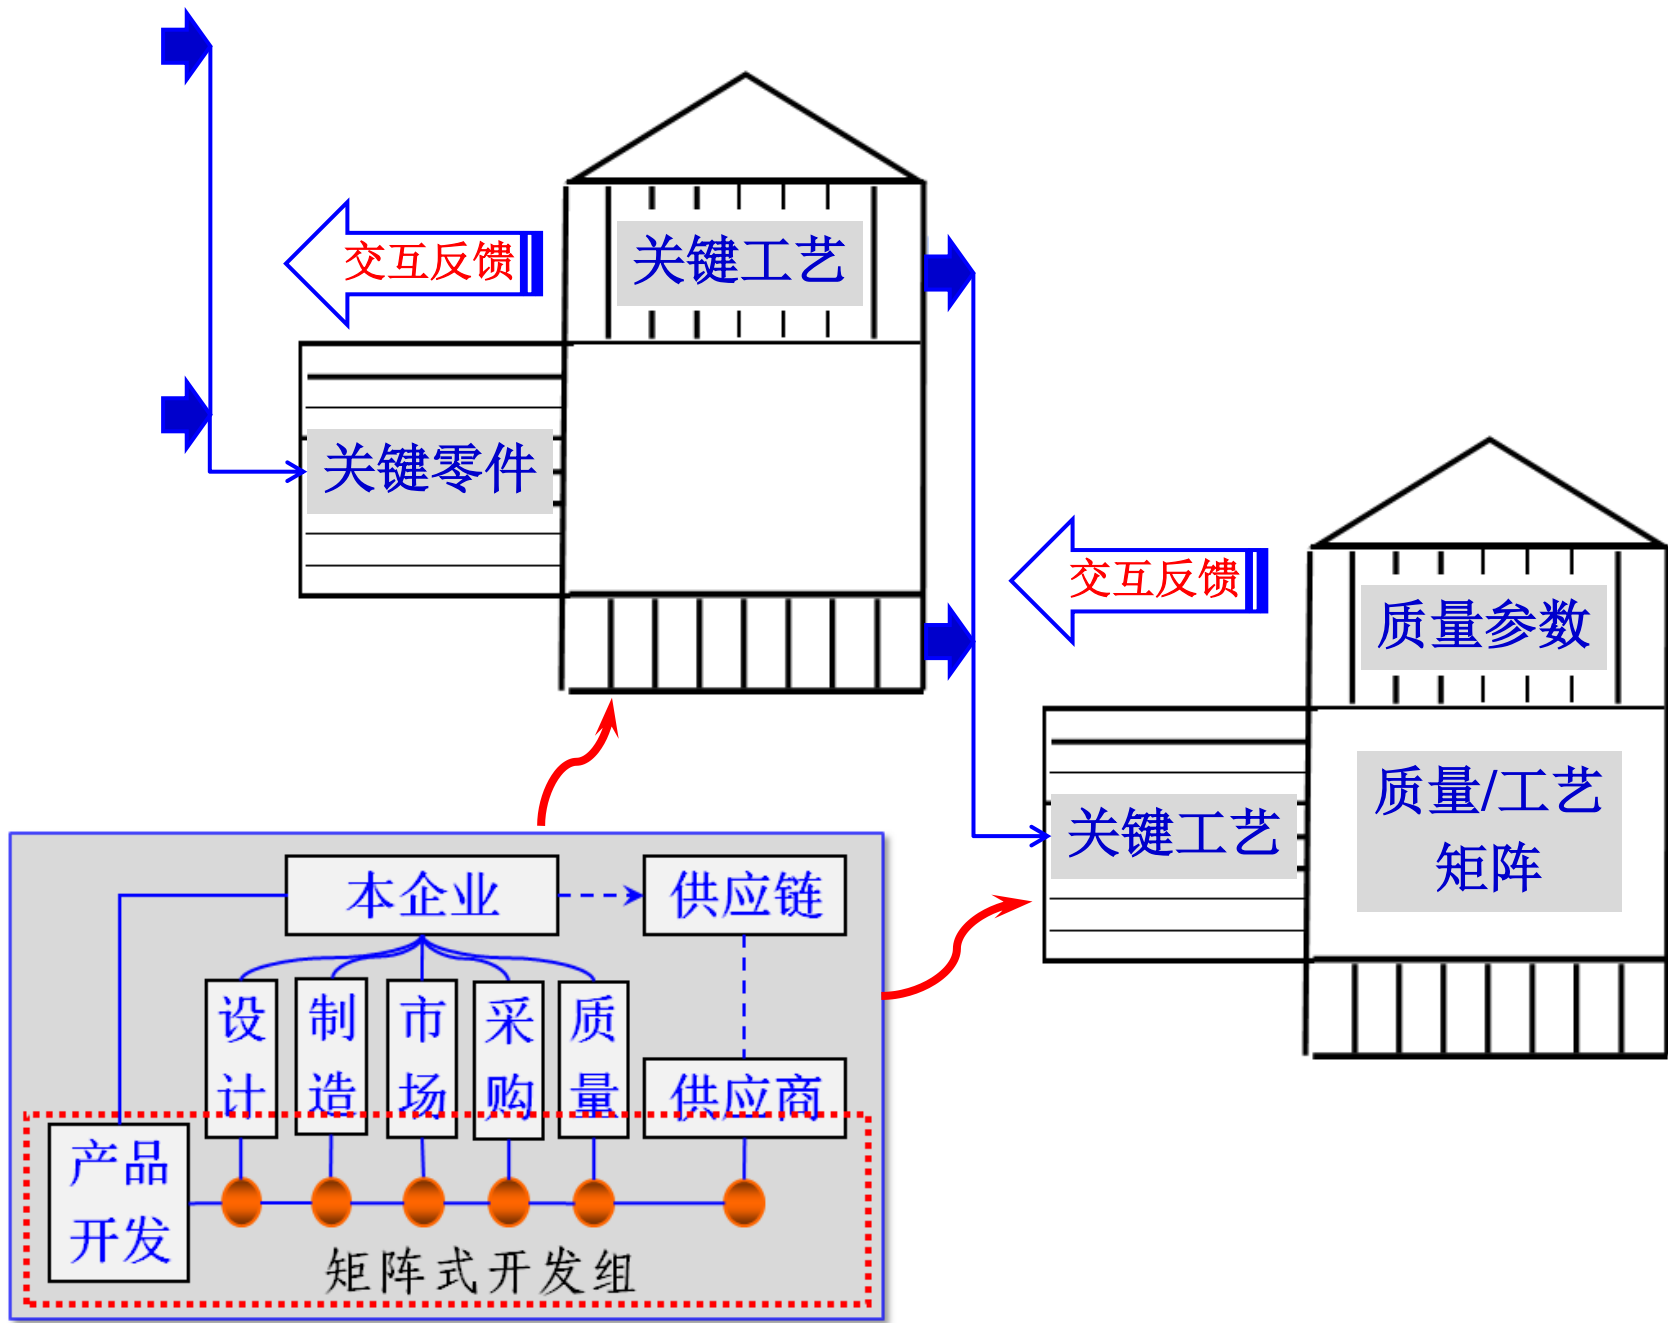 交互反馈
关键工艺
关键零件
交互反馈
质量参数
关键工艺
质量/工艺
矩阵
本企业
供应链
设计
制造
市场
采购
质量
供应商
产品
开发
矩阵式开发组